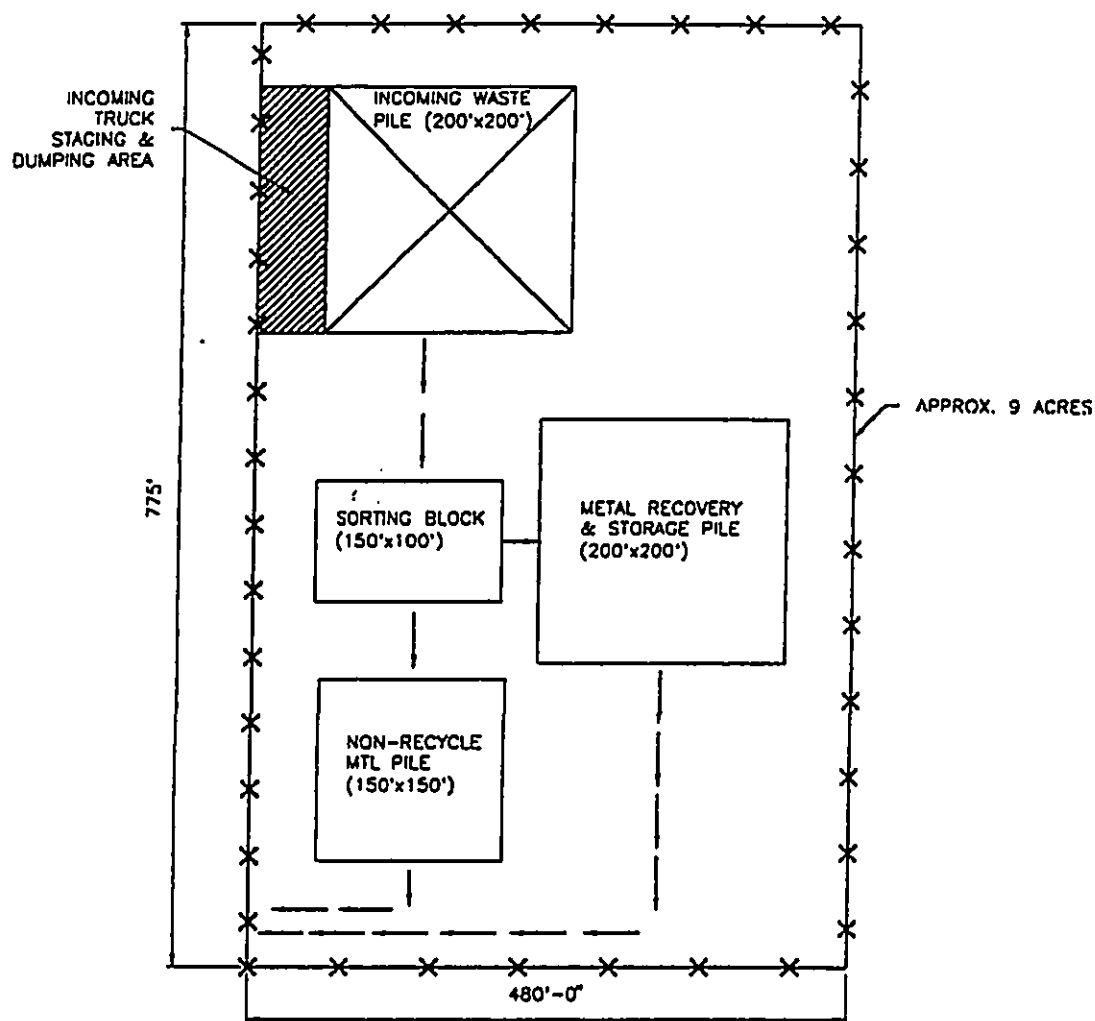 INCOMING
TRUCK
STAGING &
DUMPING AREA
INCOMING WASTE
PILE (200'x200')
775'
APPROX. 9 ACRES
SORTING BLOCK
(150'x100')
METAL RECOVERY
& STORAGE PILE
(200'x200')
NON-RECYCLE
MTL PILE
(150'x150')
480'-0"